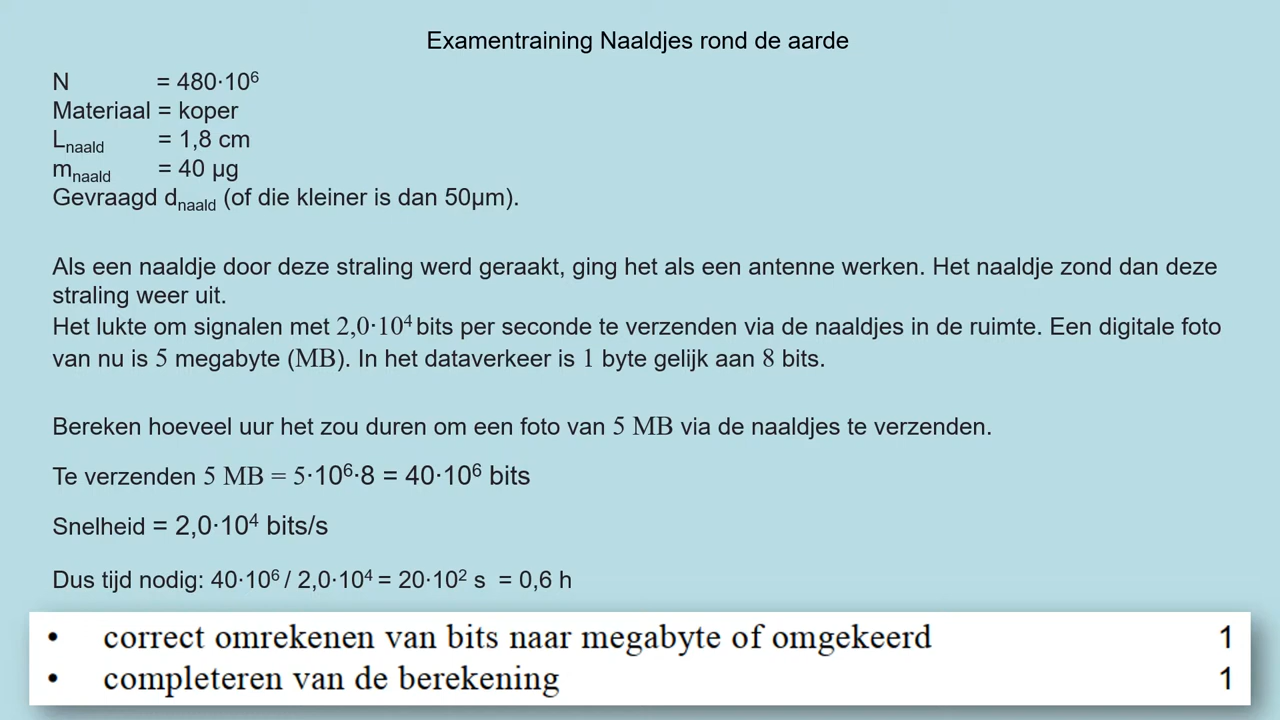 Examentraining Naaldjes rond de aarde
N = 480·10⁶
Materiaal = koper
Lnaald = 1,8 cm
mnaald = 40 µg
Gevraagd dnaald (of die kleiner is dan 50µm).
Als een naaldje door deze straling werd geraakt, ging het als een antenne werken. Het naaldje zond dan deze
straling weer uit.
Het lukte om signalen met 2,0·10⁴ bits per seconde te verzenden via de naaldjes in de ruimte. Een digitale foto
van nu is 5 megabyte (MB). In het dataverkeer is 1 byte gelijk aan 8 bits.
Bereken hoeveel uur het zou duren om een foto van 5 MB via de naaldjes te verzenden.
Te verzenden 5 MB = 5·10⁶·8 = 40·10⁶ bits
Snelheid = 2,0·10⁴ bits/s
Dus tijd nodig: 40·10⁶ / 2,0·10⁴ = 20·10² s = 0,6 h
• correct omrekenen van bits naar megabyte of omgekeerd 1
• completeren van de berekening 1